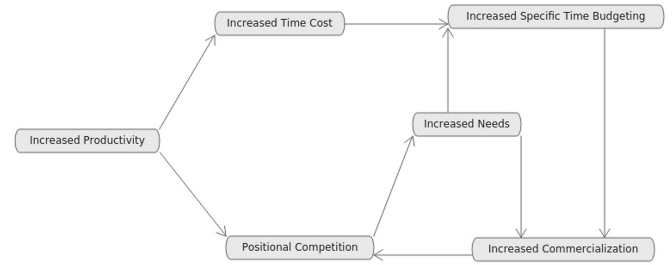 Increased Time Cost
Increased Specific Time Budgeting
Increased Needs
Increased Productivity
Positional Competition
Increased Commercialization